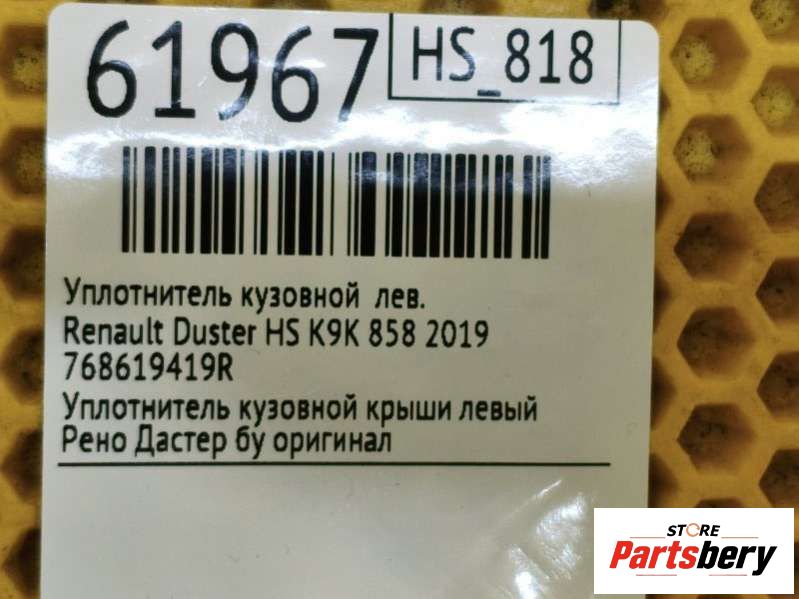 61967
HS_818
Уплотнитель кузовной лев.
Renault Duster HS K9K 858 2019
768619419R
Уплотнитель кузовной крыши левый
Рено Дастер бу оригинал
STORE
Partsbery